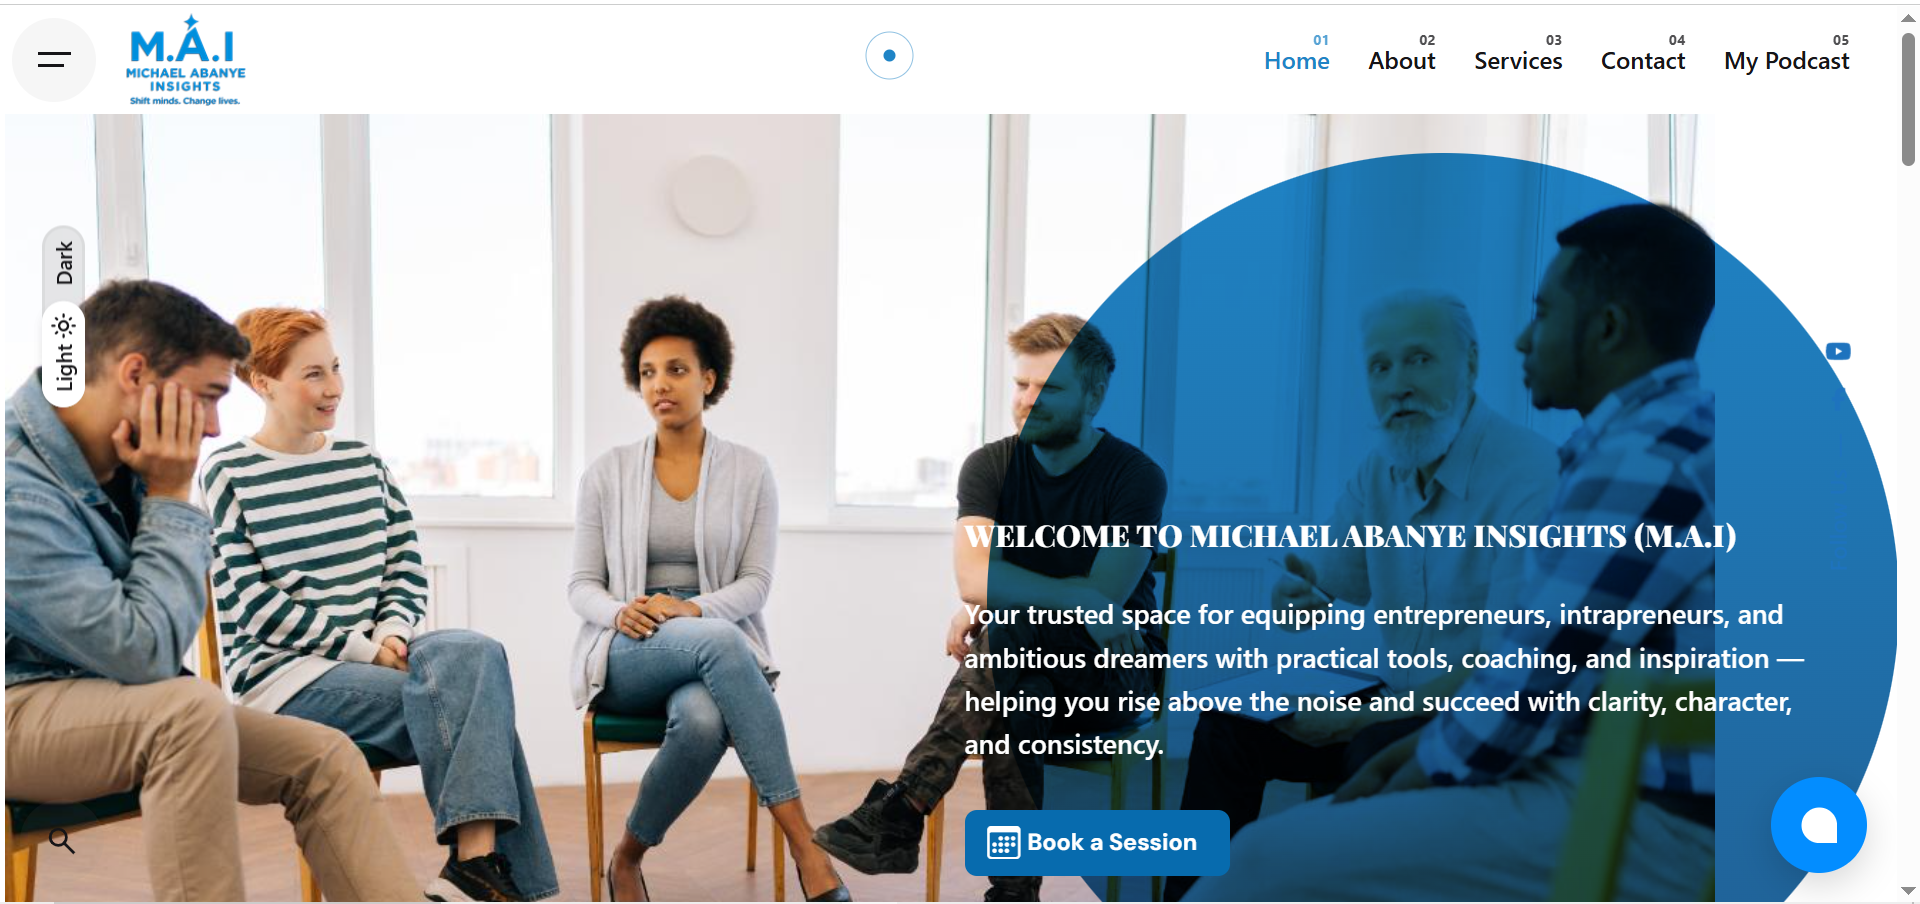 M.A.I
MICHAEL ABANYE
INSIGHTS
Shift minds. Change lives.
01
Home
02
About
03
Services
04
Contact
05
My Podcast
Dark
Light
WELCOME TO MICHAEL ABANYE INSIGHTS (M.A.I)
Your trusted space for equipping entrepreneurs, intrapreneurs, and
ambitious dreamers with practical tools, coaching, and inspiration —
helping you rise above the noise and succeed with clarity, character,
and consistency.
Book a Session